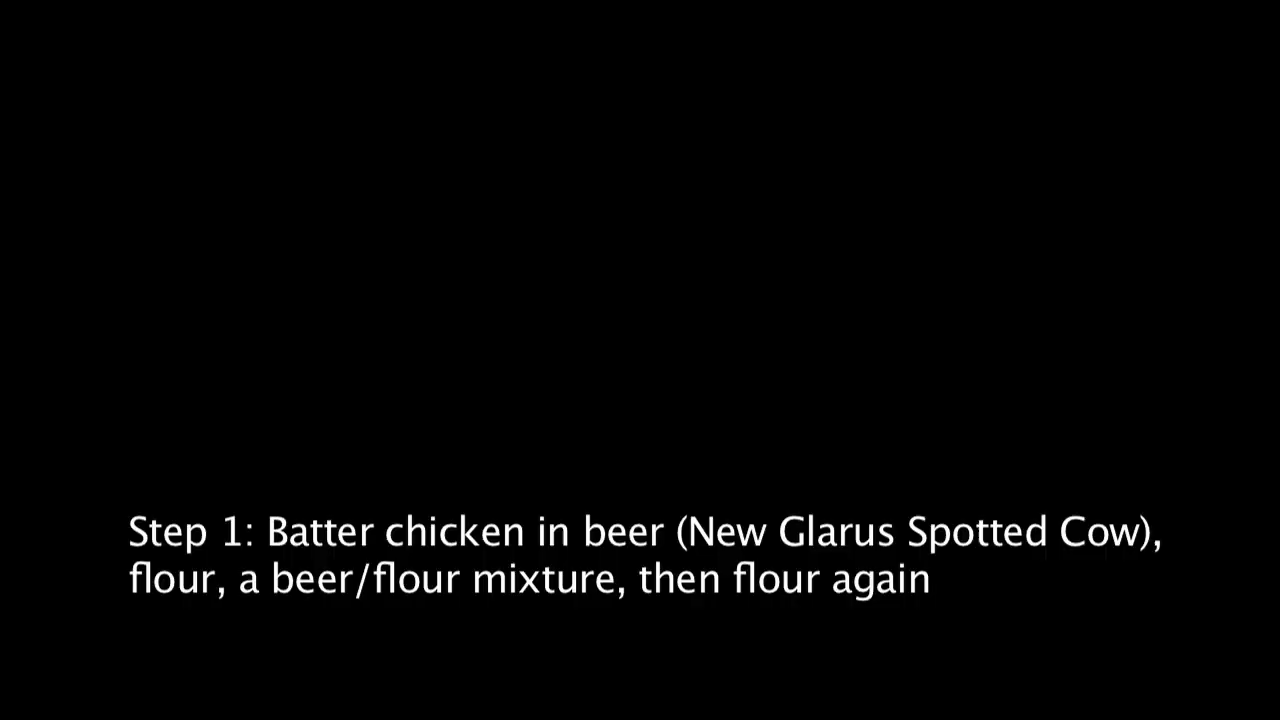 Step 1: Batter chicken in beer (New Glarus Spotted Cow),
flour, a beer/flour mixture, then flour again